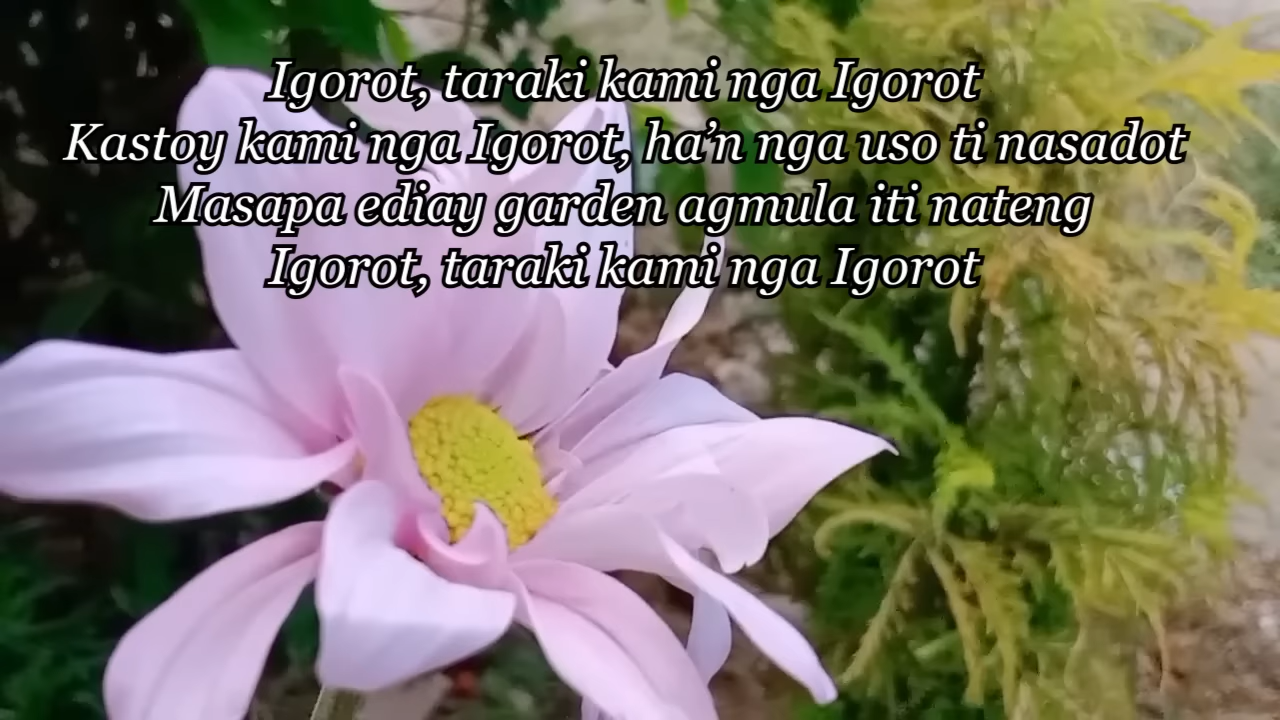 Igorot, taraki kami nga Igorot
Kastoy kami nga Igorot, ha’n nga uso ti nasadot
Masapa ediay garden agmula iti nateng
Igorot, taraki kami nga Igorot